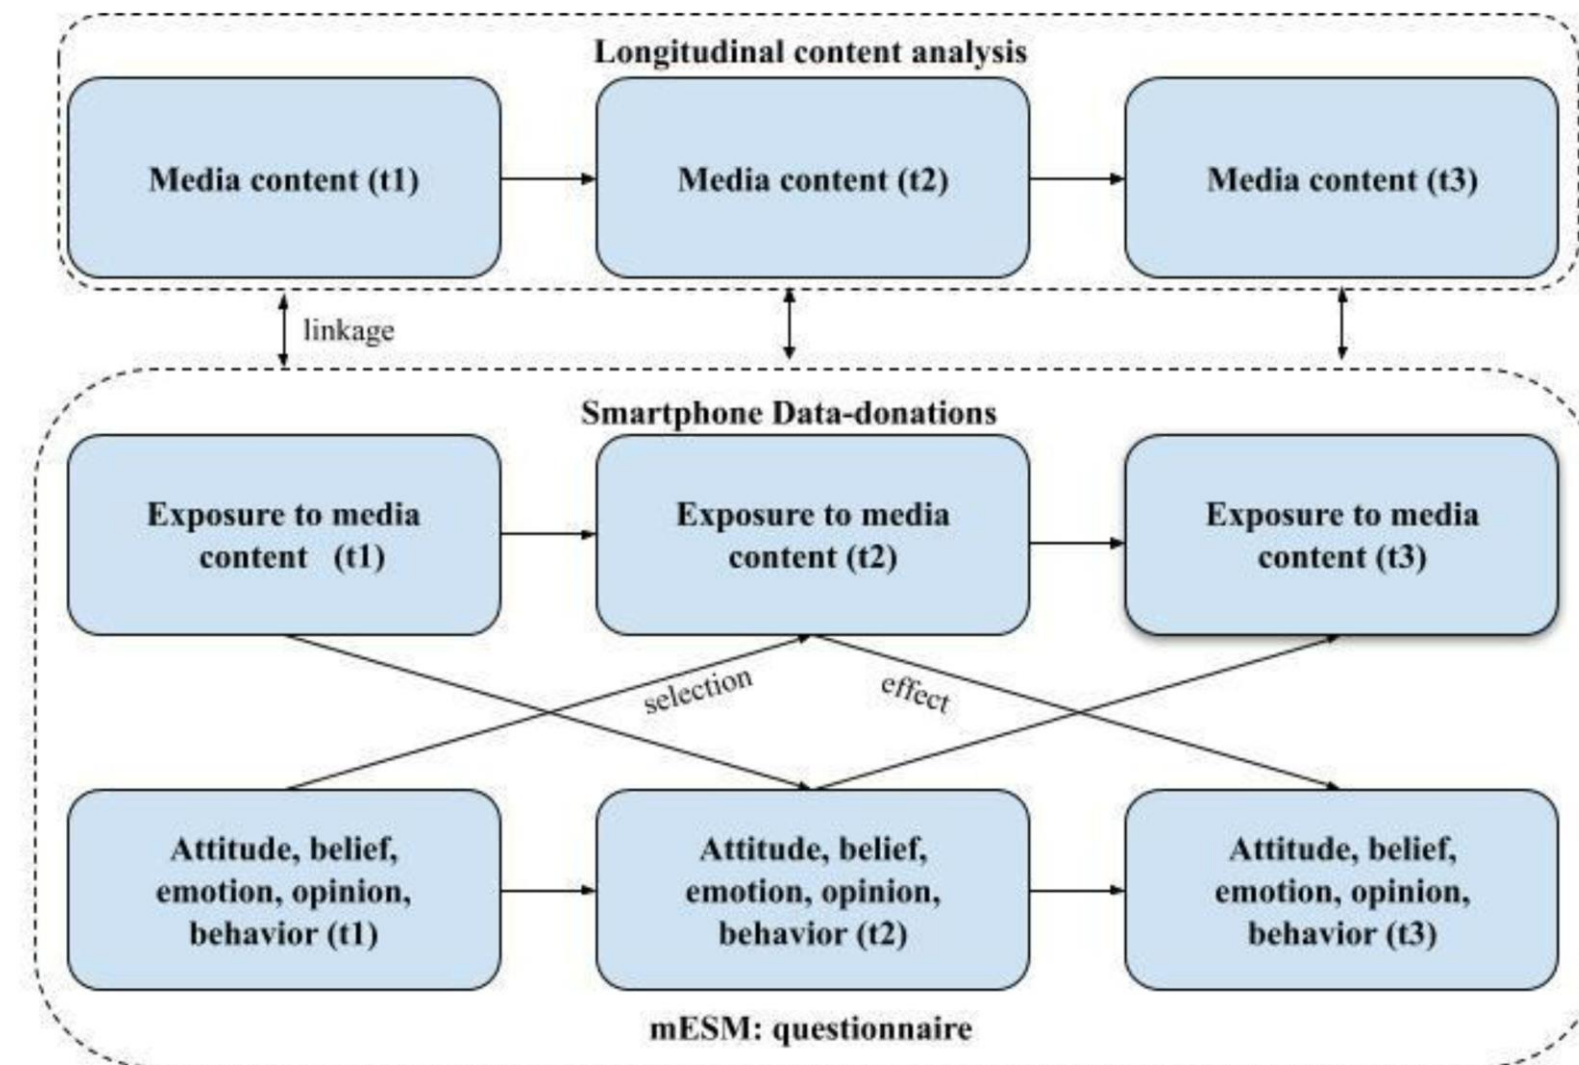 Longitudinal content analysis
Media content (t1)
Media content (t2)
Media content (t3)
linkage
Smartphone Data-donations
Exposure to media
content (t1)
Exposure to media
content (t2)
Exposure to media
content (t3)
selection
effect
Attitude, belief,
emotion, opinion,
behavior (t1)
Attitude, belief,
emotion, opinion,
behavior (t2)
Attitude, belief,
emotion, opinion,
behavior (t3)
mESM: questionnaire